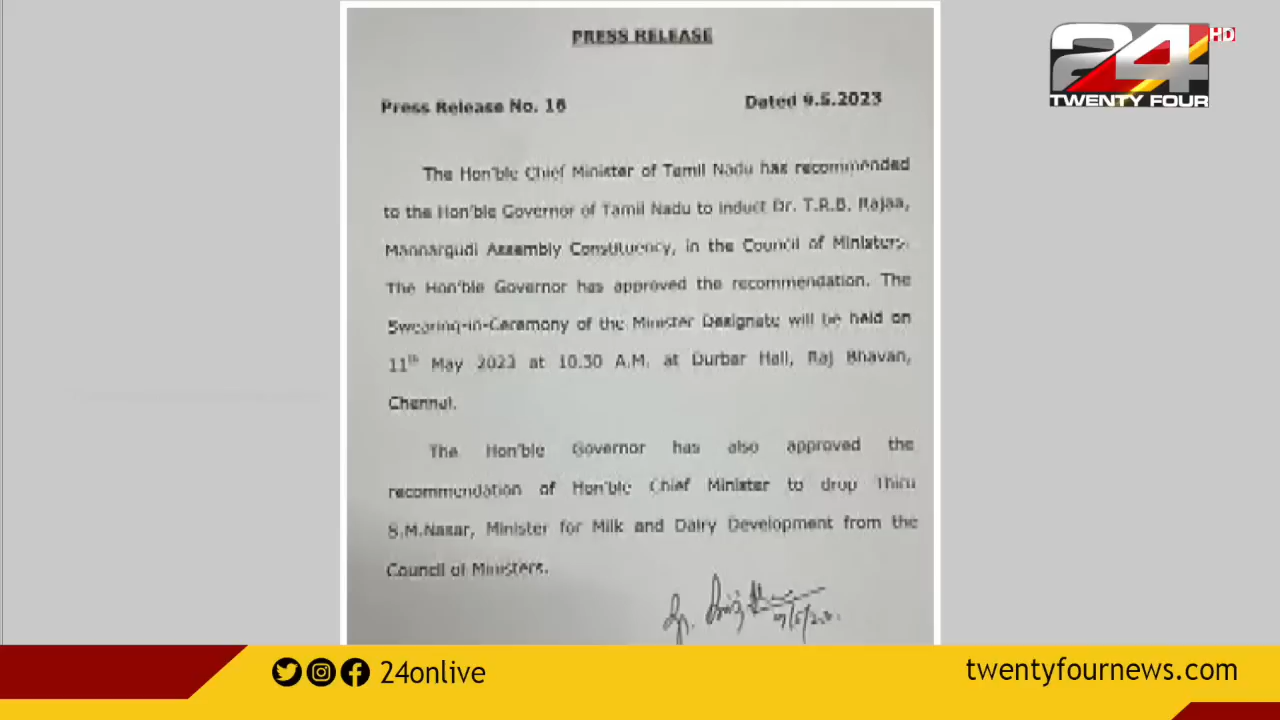 PRESS RELEASE
Press Release No. 16
Dated 9.5.2023
24
HD
TWENTY FOUR
The Hon'ble Chief Minister of Tamil Nadu has recommended
to the Hon'ble Governor of Tamil Nadu to induct Dr. T.R.B. Rajaa,
Mannargudi Assembly Constituency, in the Council of Ministers.
The Hon'ble Governor has approved the recommendation. The
Swearing-in-Ceremony of the Minister Designate will be held on
11th May 2023 at 10.30 A.M. at Durbar Hall, Raj Bhavan,
Chennai.
The Hon'ble Governor has also approved the
recommendation of Hon'ble Chief Minister to drop Thiru
S.M.Nasar, Minister for Milk and Dairy Development from the
Council of Ministers.
24onlive
twentyfournews.com